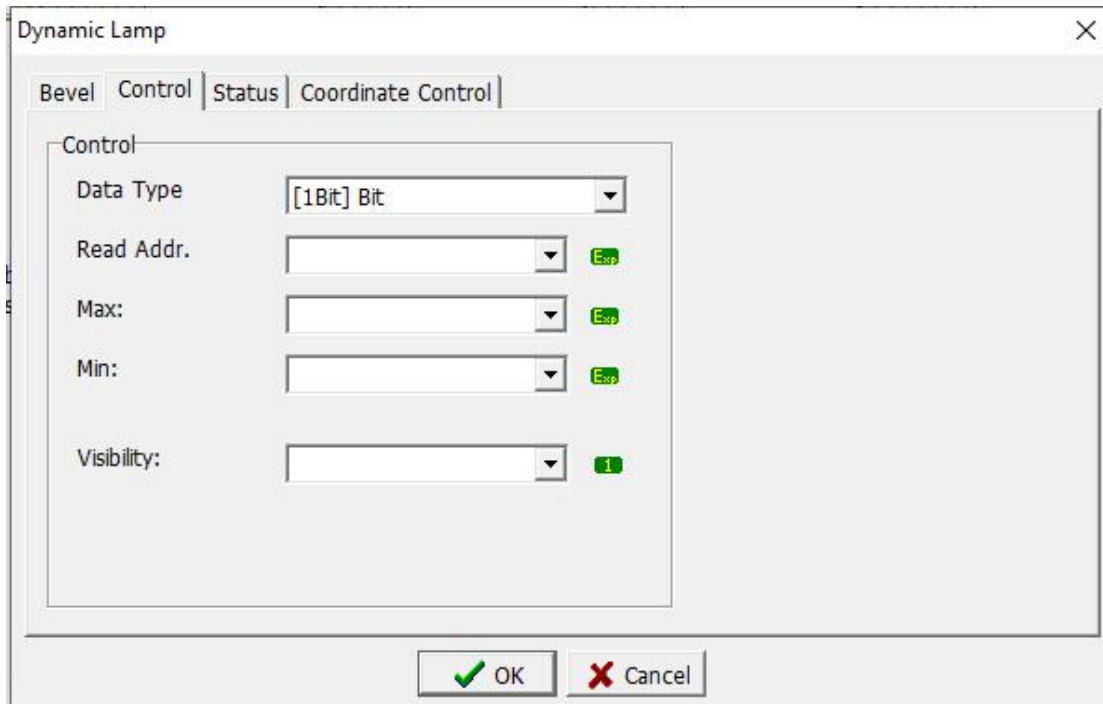 Dynamic Lamp
Bevel Control Status Coordinate Control
Control
Data Type [1Bit] Bit
Read Addr. Exp
Max: Exp
Min: Exp
Visibility: 1
OK Cancel